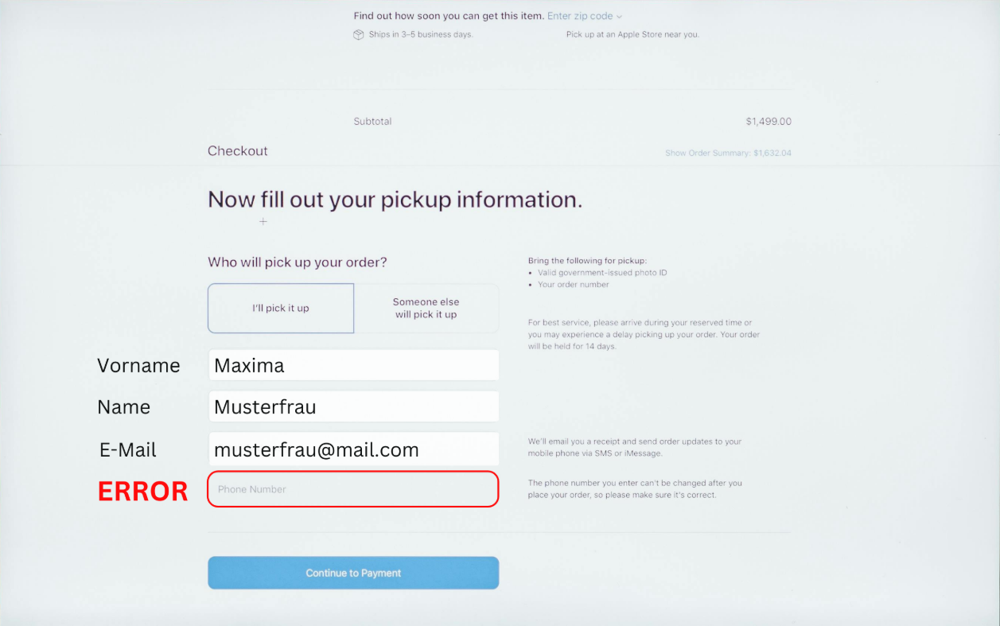 Find out how soon you can get this item. Enter zip code
Ships in 3–5 business days.
Pick up at an Apple Store near you.
Subtotal
$1,499.00
Checkout
Show Order Summary: $1,632.04
Now fill out your pickup information.
Who will pick up your order?
I'll pick it up
Someone else
will pick it up
Bring the following for pickup:
• Valid government-issued photo ID
• Your order number
For best service, please arrive during your reserved time or
you may experience a delay picking up your order. Your order
will be held for 14 days.
Vorname
Maxima
Name
Musterfrau
E-Mail
musterfrau@mail.com
We'll email you a receipt and send order updates to your
mobile phone via SMS or iMessage.
ERROR
Phone Number
The phone number you enter can't be changed after you
place your order, so please make sure it's correct.
Continue to Payment